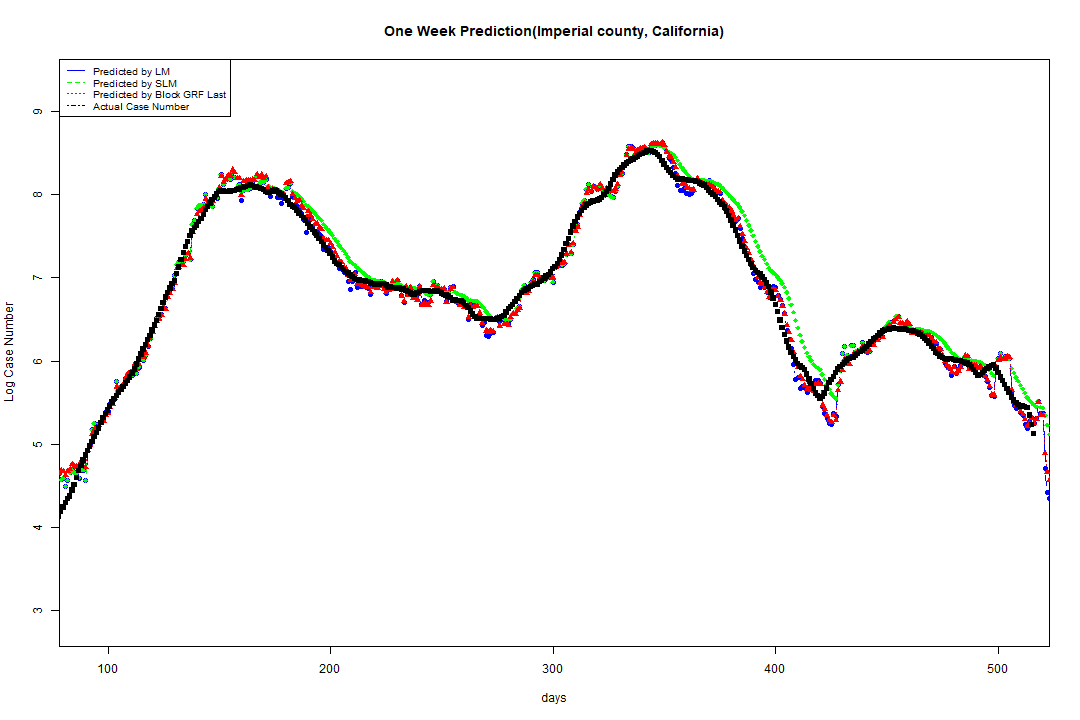 One Week Prediction(Imperial county, California)
Predicted by LM
Predicted by SLM
Predicted by Block GRF Last
Actual Case Number
9
8
7
6
5
4
3
Log Case Number
100 200 300 400 500
days